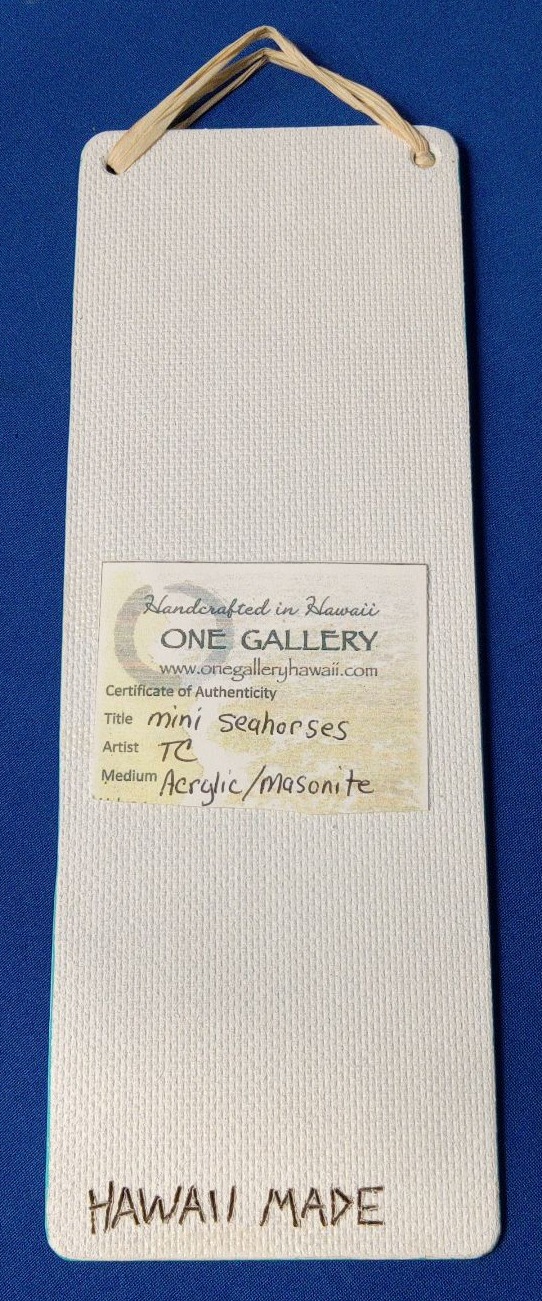 Handcrafted in Hawaii
ONE GALLERY
www.onegalleryhawaii.com
Certificate of Authenticity
Title mini seahorses
Artist TC
Medium Acrylic/masonite
HAWAII MADE